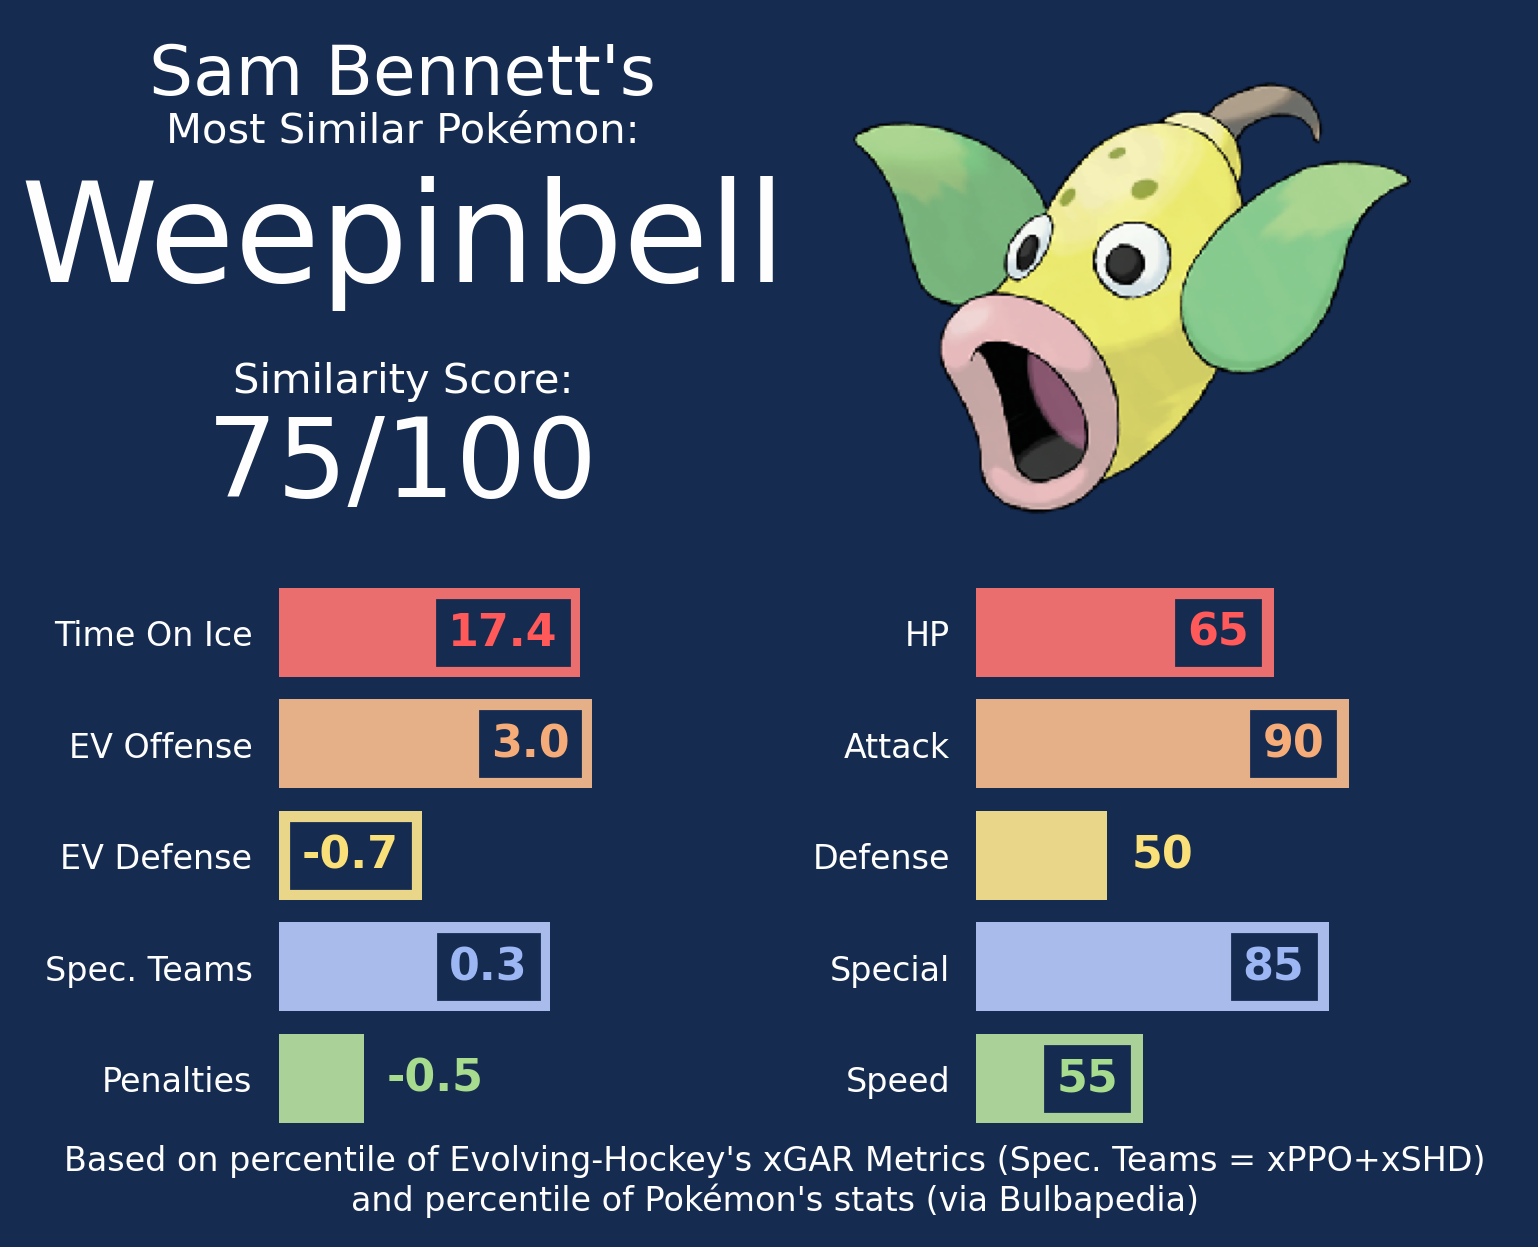 Sam Bennett's
Most Similar Pokémon:
Weepinbell
Similarity Score:
75/100
Time On Ice 17.4
EV Offense 3.0
EV Defense -0.7
Spec. Teams 0.3
Penalties -0.5
HP 65
Attack 90
Defense 50
Special 85
Speed 55
Based on percentile of Evolving-Hockey's xGAR Metrics (Spec. Teams = xPPO+xSHD)
and percentile of Pokémon's stats (via Bulbapedia)